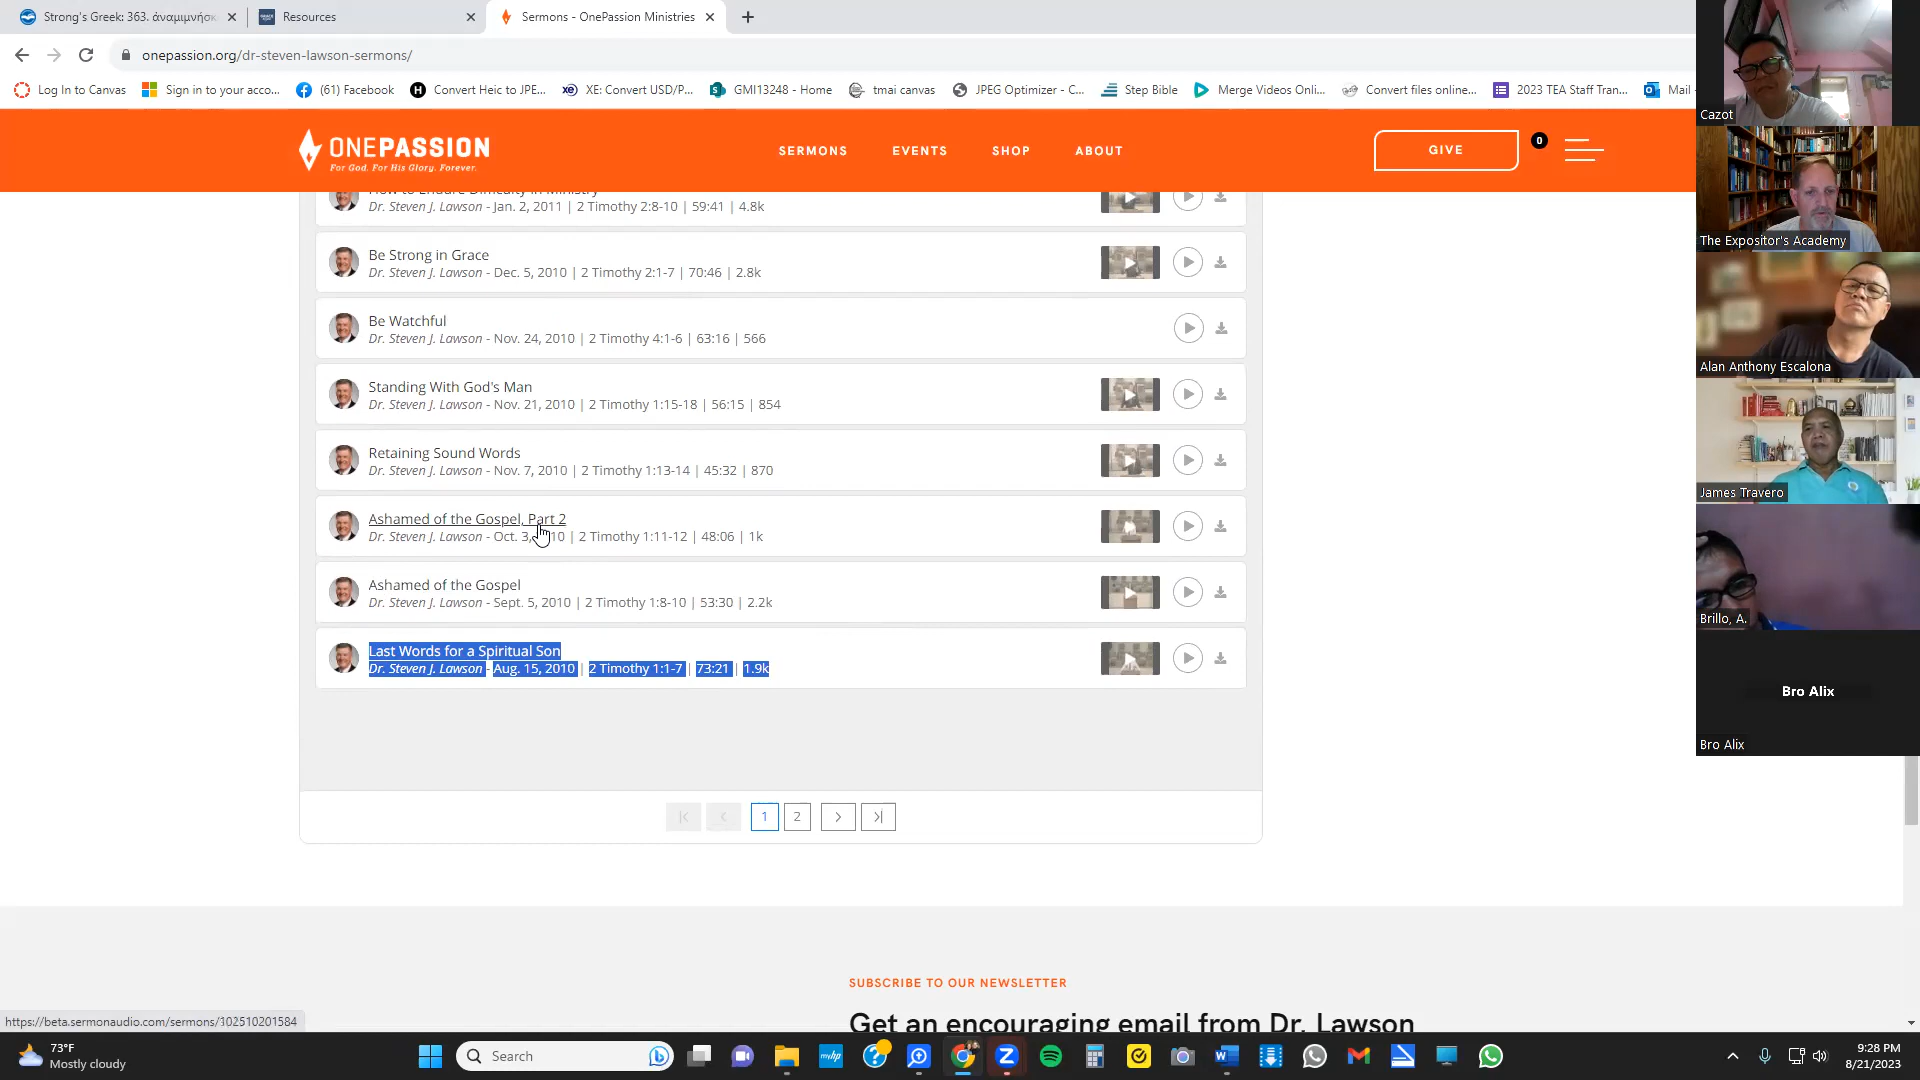 Strong's Greek: 363. ἀναμιμνήσκ
Resources
Sermons - OnePassion Ministries
onepassion.org/dr-steven-lawson-sermons/
Log In to Canvas
Sign in to your acco...
(61) Facebook
Convert Heic to JPE...
XE: Convert USD/P...
GMI13248 - Home
tmai canvas
JPEG Optimizer - C...
Step Bible
Merge Videos Onli...
Convert files online...
2023 TEA Staff Tran...
Mail
ONEPASSION
For God. For His Glory. Forever.
SERMONS
EVENTS
SHOP
ABOUT
GIVE
0
How to Endure Difficulty in Ministry
Dr. Steven J. Lawson - Jan. 2, 2011 | 2 Timothy 2:8-10 | 59:41 | 4.8k
Be Strong in Grace
Dr. Steven J. Lawson - Dec. 5, 2010 | 2 Timothy 2:1-7 | 70:46 | 2.8k
Be Watchful
Dr. Steven J. Lawson - Nov. 24, 2010 | 2 Timothy 4:1-6 | 63:16 | 566
Standing With God's Man
Dr. Steven J. Lawson - Nov. 21, 2010 | 2 Timothy 1:15-18 | 56:15 | 854
Retaining Sound Words
Dr. Steven J. Lawson - Nov. 7, 2010 | 2 Timothy 1:13-14 | 45:32 | 870
Ashamed of the Gospel, Part 2
Dr. Steven J. Lawson - Oct. 3, 2010 | 2 Timothy 1:11-12 | 48:06 | 1k
Ashamed of the Gospel
Dr. Steven J. Lawson - Sept. 5, 2010 | 2 Timothy 1:8-10 | 53:30 | 2.2k
Last Words for a Spiritual Son
Dr. Steven J. Lawson - Aug. 15, 2010 | 2 Timothy 1:1-7 | 73:21 | 1.9k
1
2
SUBSCRIBE TO OUR NEWSLETTER
Get an encouraging email from Dr. Lawson
https://beta.sermonaudio.com/sermons/102510201584
Cazot
The Expositor's Academy
Alan Anthony Escalona
James Travero
Brillo, A.
Bro Alix
Bro Alix
73°F
Mostly cloudy
Search
9:28 PM
8/21/2023